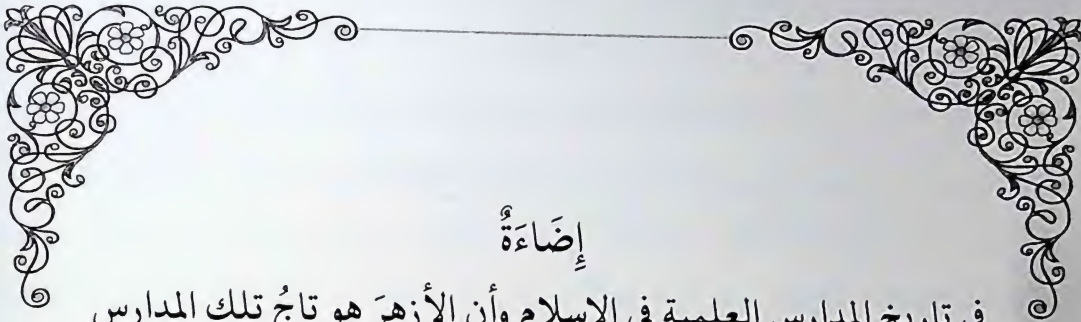 إِضَاءَةٌ
في تاريخ المدارس العلمية في الإسلام وأن الأزهرَ هو تاجُ تلك المدارس